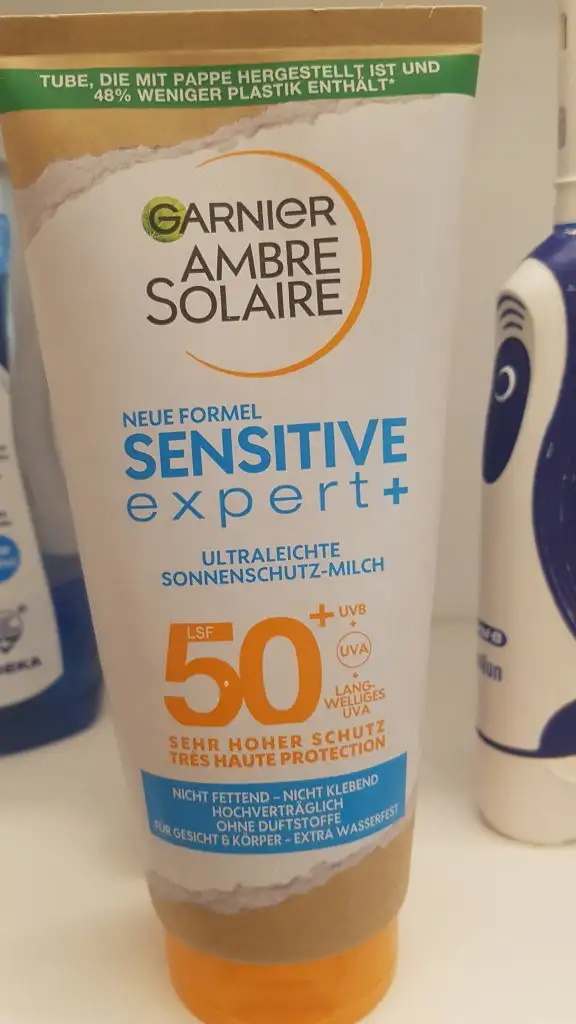 TUBE, DIE MIT PAPPE HERGESTELLT IST UND
48% WENIGER PLASTIK ENTHÄLT*
GARNIER
AMBRE
SOLAIRE
NEUE FORMEL
SENSITIVE
expert+
ULTRALEICHTE
SONNENSCHUTZ-MILCH
LSF
50+
UVB
+
UVA
+
LANG-
WELLIGES
UVA
SEHR HOHER SCHUTZ
TRÈS HAUTE PROTECTION
NICHT FETTEND – NICHT KLEBEND
HOCHVERTRÄGLICH
OHNE DUFTSTOFFE
FÜR GESICHT & KÖRPER – EXTRA WASSERFEST